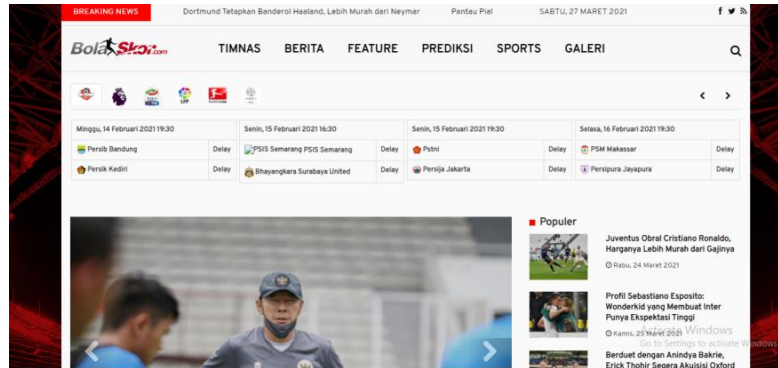 BREAKING NEWS
Dortmund Tetapkan Banderol Haaland, Lebih Murah dari Neymar
Pantau Pial
SABTU, 27 MARET 2021
BolaSkor.com
TIMNAS BERITA FEATURE PREDIKSI SPORTS GALERI
Minggu, 14 Februari 2021 19:30
Persib Bandung Delay
Persik Kediri Delay
Senin, 15 Februari 2021 16:30
PSIS Semarang PSIS Semarang Delay
Bhayangkara Surabaya United Delay
Senin, 15 Februari 2021 19:30
Pstni Delay
Persija Jakarta Delay
Selasa, 16 Februari 2021 19:30
PSM Makassar Delay
Persipura Jayapura Delay
Populer
Juventus Obral Cristiano Ronaldo,
Harganya Lebih Murah dari Gajinya
Rabu, 24 Maret 2021
Profil Sebastiano Esposito:
Wonderkid yang Membuat Inter
Punya Ekspektasi Tinggi
Kamis, 25 Maret 2021
Activate Windows
Go to Settings to activate Windows.
Berduet dengan Anindya Bakrie,
Erick Thohir Segera Akuisisi Oxford